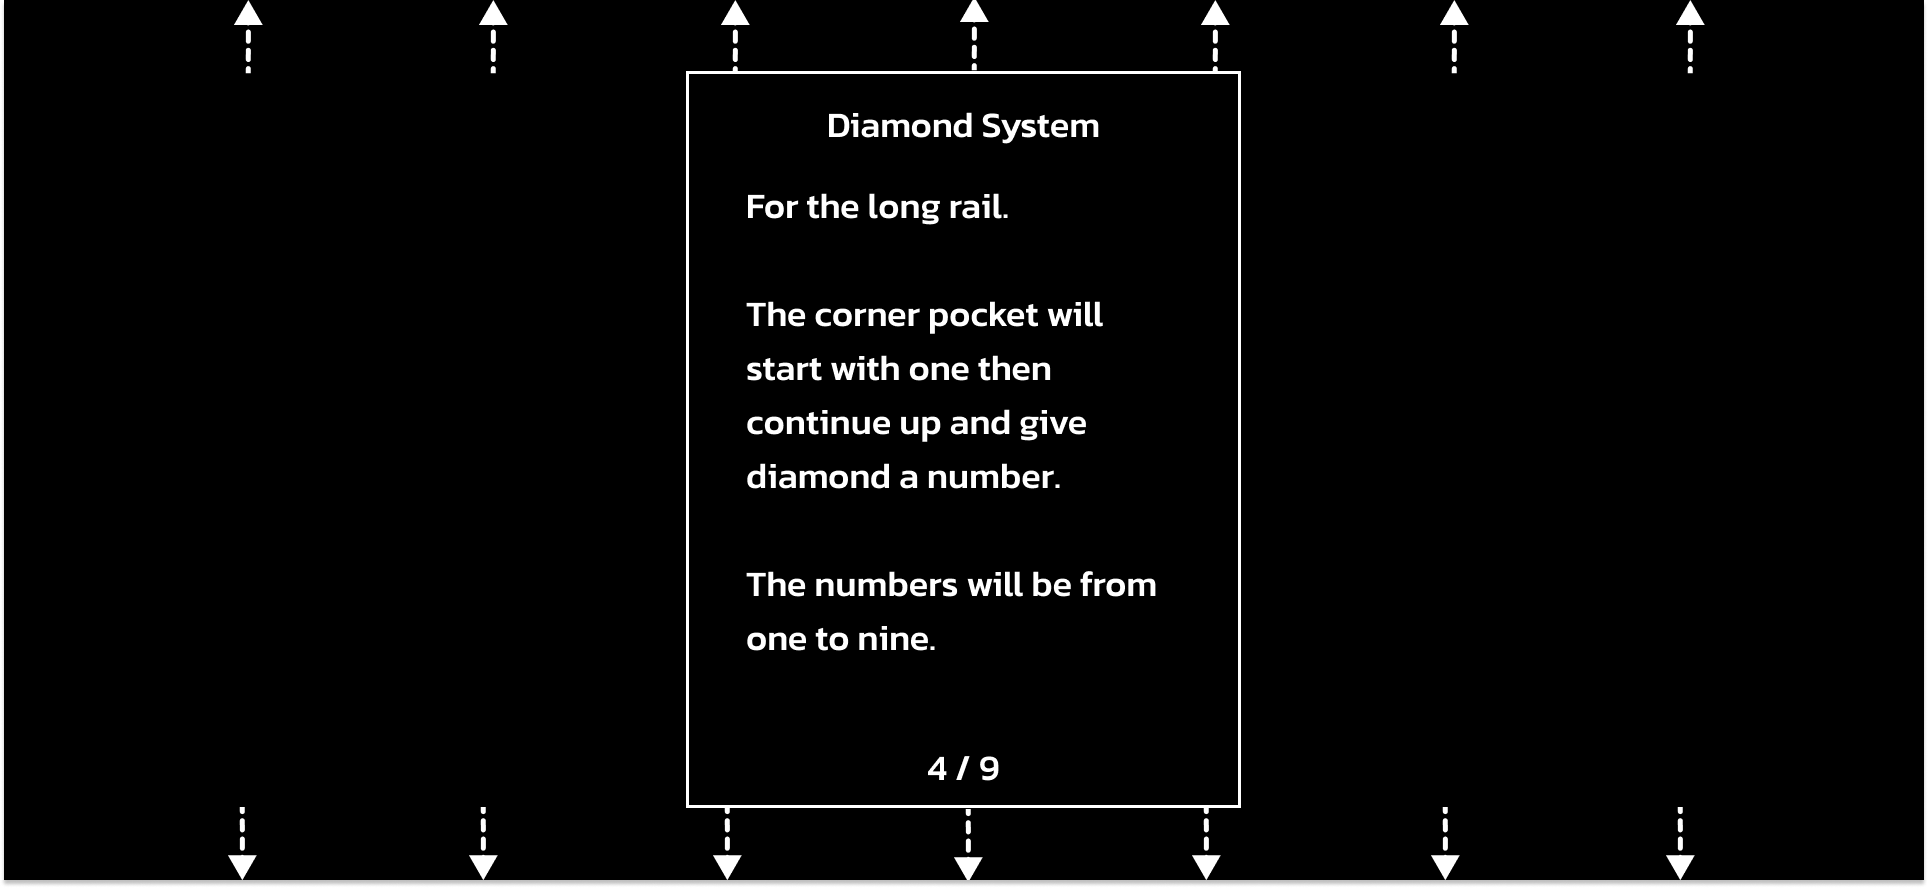 Diamond System
For the long rail.
The corner pocket will
start with one then
continue up and give
diamond a number.
The numbers will be from
one to nine.
4 / 9